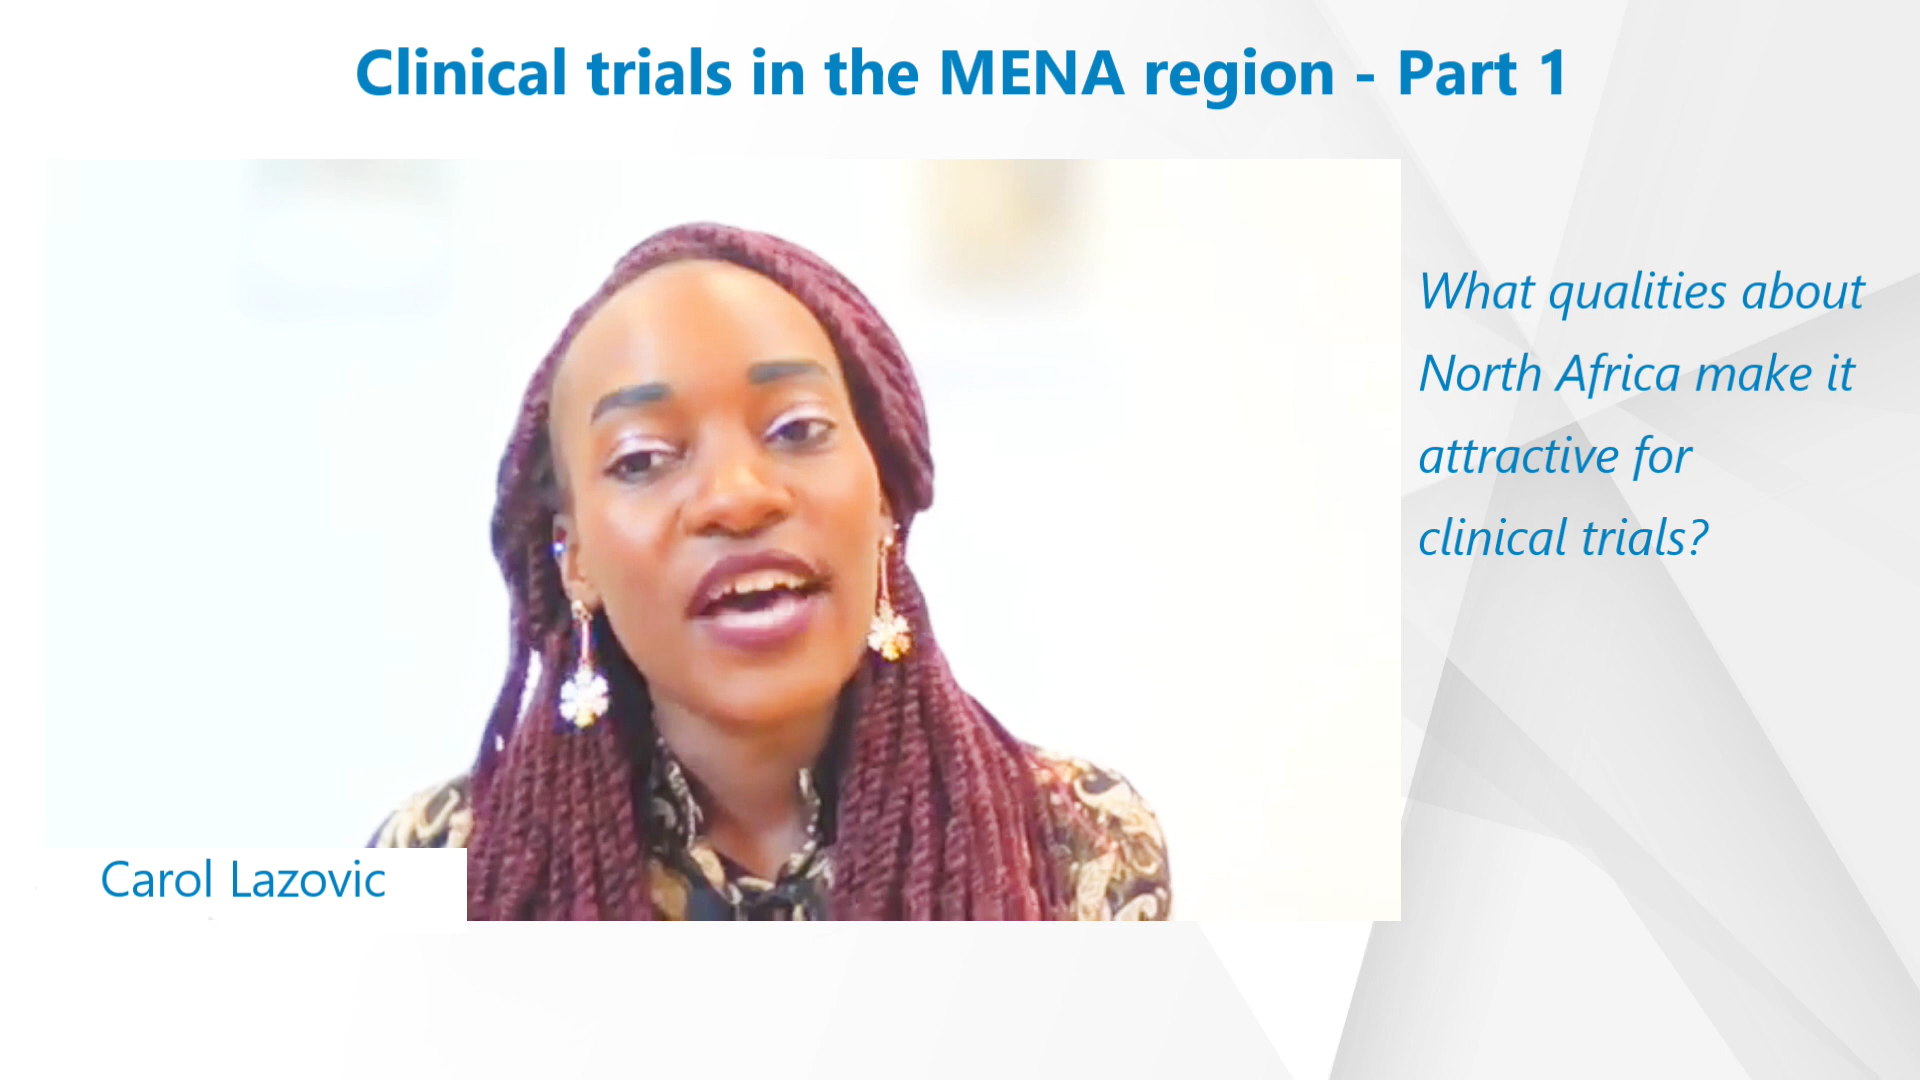 Clinical trials in the MENA region - Part 1
What qualities about
North Africa make it
attractive for
clinical trials?
Carol Lazovic